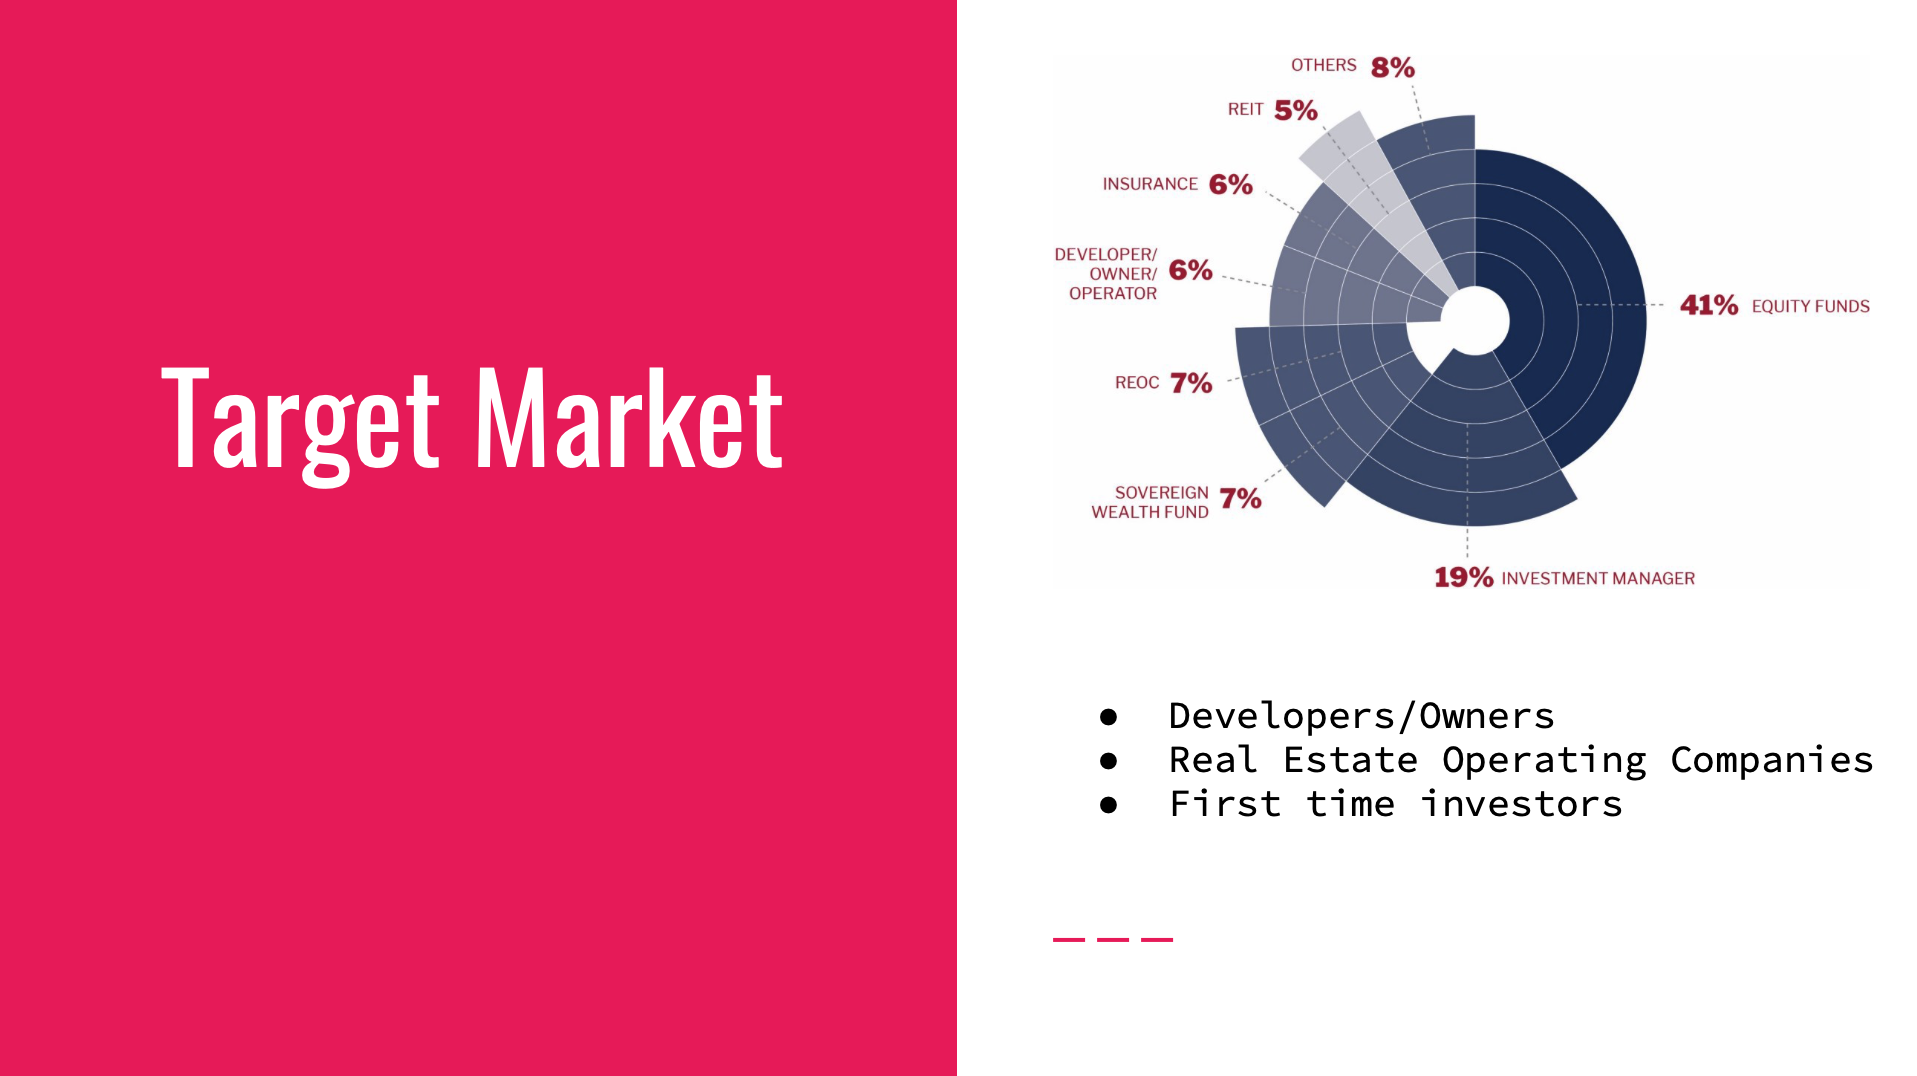 Target Market
OTHERS 8%
REIT 5%
INSURANCE 6%
DEVELOPER/
OWNER/ 6%
OPERATOR
41% EQUITY FUNDS
REOC 7%
SOVEREIGN 7%
WEALTH FUND
19% INVESTMENT MANAGER
● Developers/Owners
● Real Estate Operating Companies
● First time investors